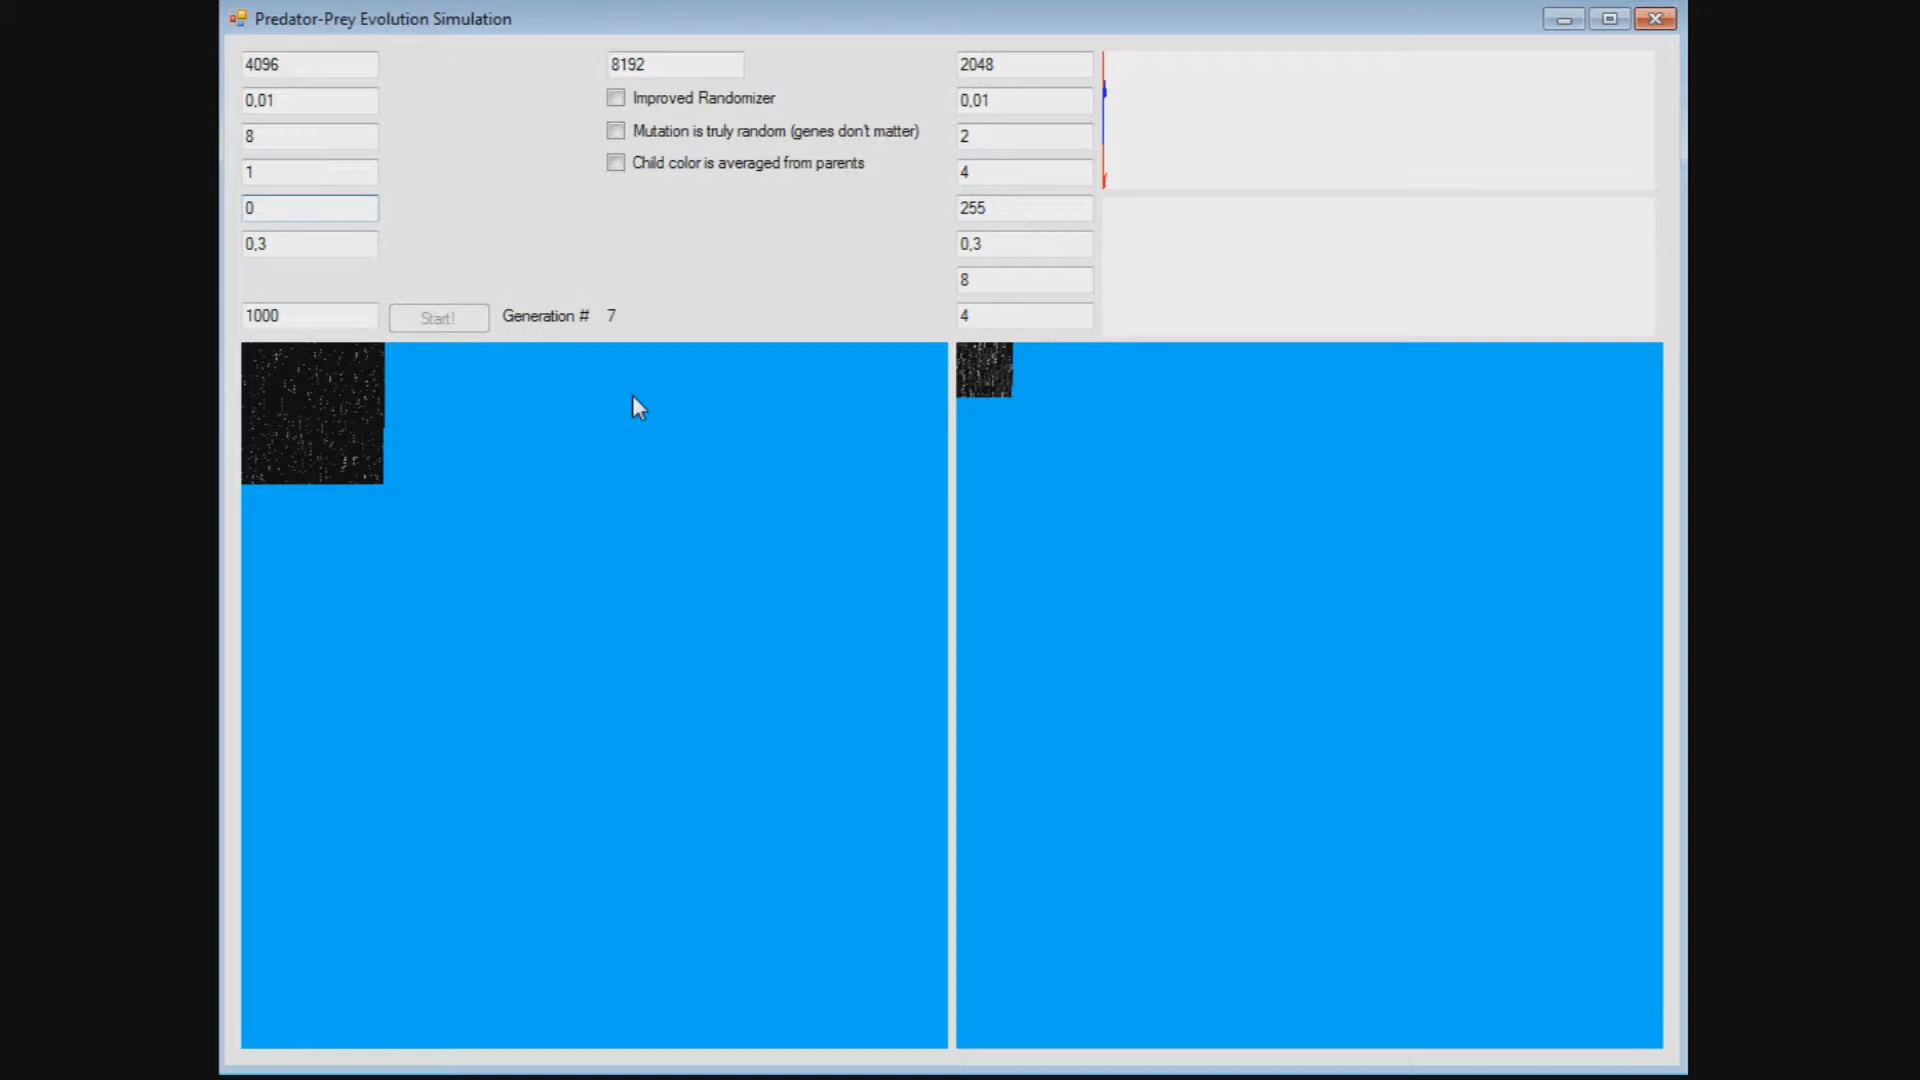 Predator-Prey Evolution Simulation
4096
8192
2048
0,01
Improved Randomizer
0,01
8
Mutation is truly random (genes don't matter)
2
1
Child color is averaged from parents
4
0
255
0,3
0,3
8
1000
Start!
Generation # 7
4